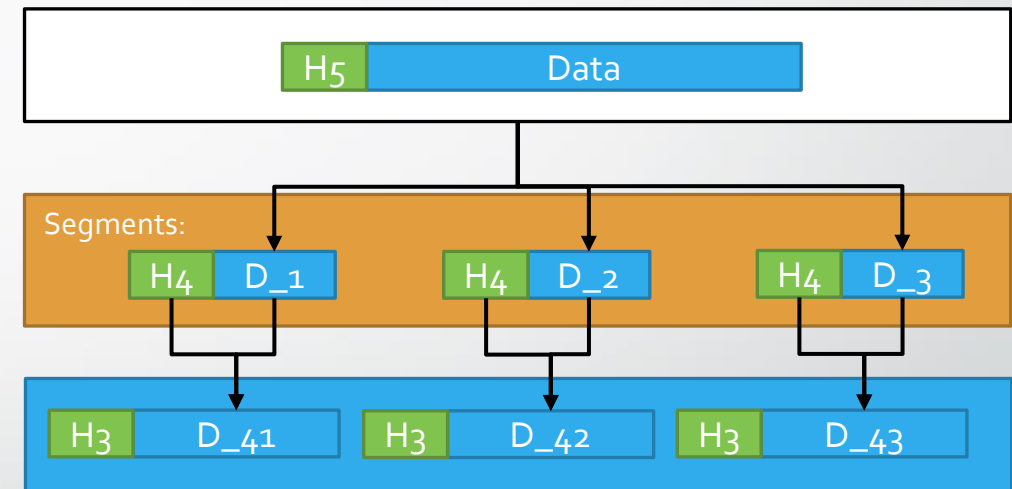 H5 Data
Segments:
H4 D_1 H4 D_2 H4 D_3
H3 D_41 H3 D_42 H3 D_43